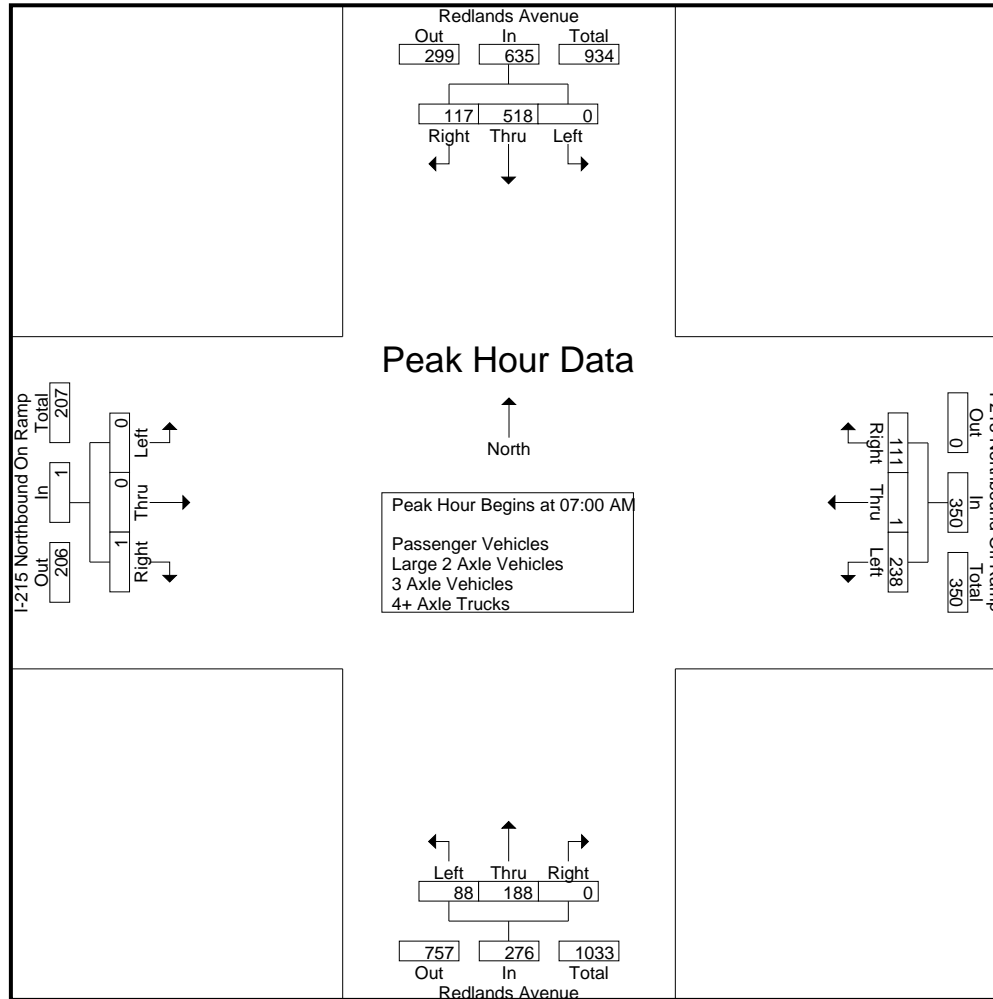 Redlands Avenue
Out In Total
299 635 934
117 518 0
Right Thru Left
Peak Hour Data
North
Peak Hour Begins at 07:00 AM
Passenger Vehicles
Large 2 Axle Vehicles
3 Axle Vehicles
4+ Axle Trucks
I-215 Northbound On Ramp
Out In Total
206 1 207
0 0 1
Left Thru Right
Out In Total
0 350 350
111 1 238
Right Thru Left
Left Thru Right
88 188 0
757 276 1033
Out In Total
Redlands Avenue